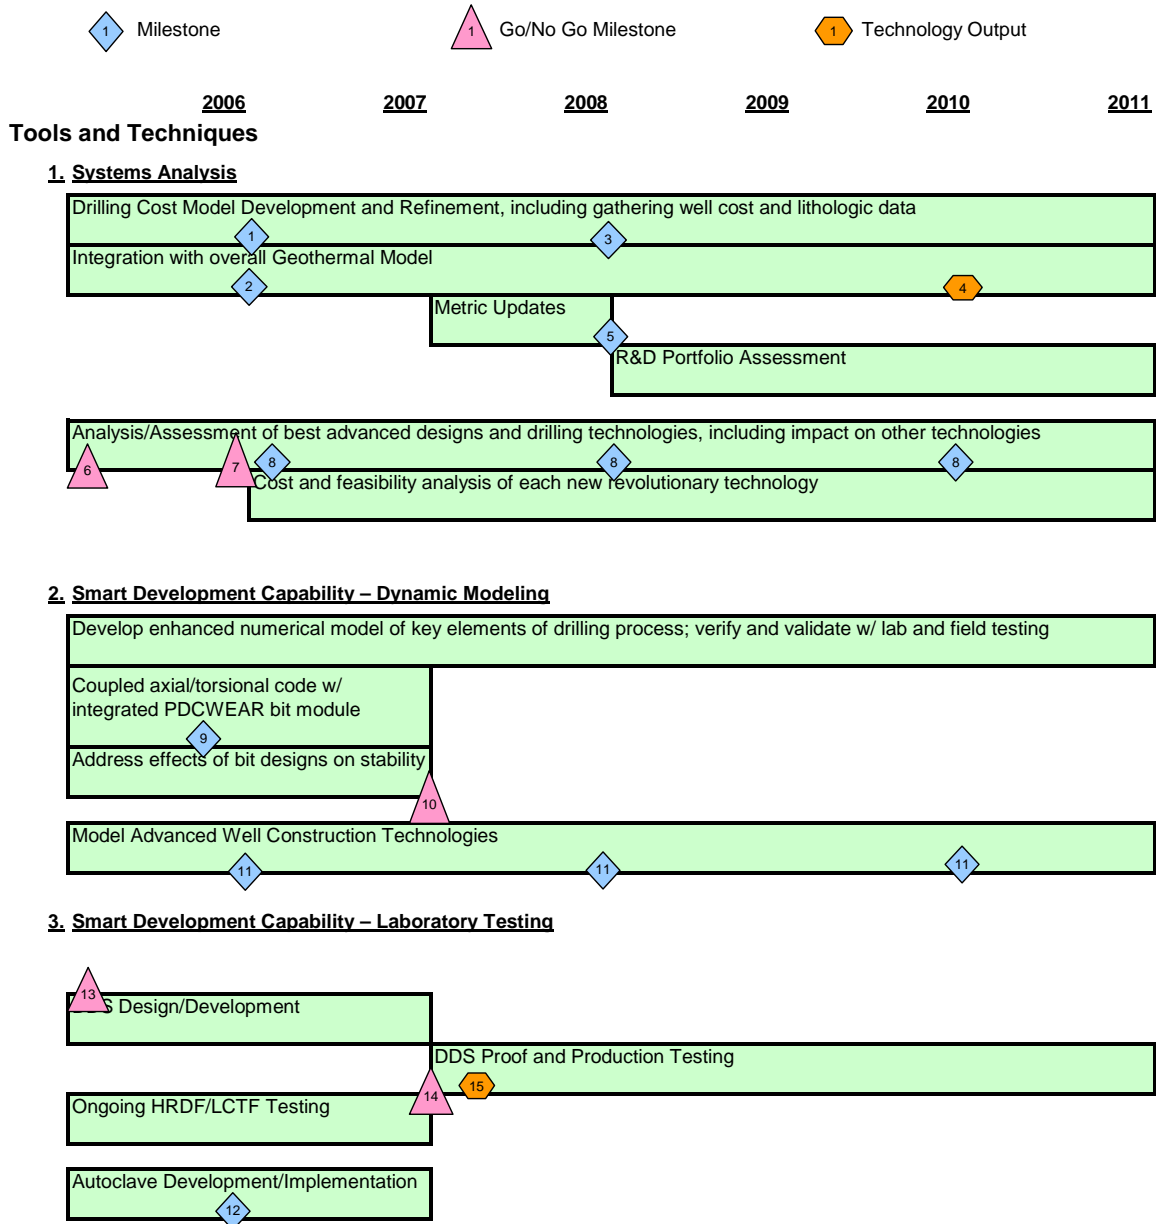 1 Milestone 1 Go/No Go Milestone 1 Technology Output
2006 2007 2008 2009 2010 2011
Tools and Techniques
1. Systems Analysis
Drilling Cost Model Development and Refinement, including gathering well cost and lithologic data
1 3
Integration with overall Geothermal Model
2 4
Metric Updates
5
R&D Portfolio Assessment
Analysis/Assessment of best advanced designs and drilling technologies, including impact on other technologies
6 7 8 8 8
Cost and feasibility analysis of each new revolutionary technology
2. Smart Development Capability – Dynamic Modeling
Develop enhanced numerical model of key elements of drilling process; verify and validate w/ lab and field testing
Coupled axial/torsional code w/
integrated PDCWEAR bit module
9
Address effects of bit designs on stability
10
Model Advanced Well Construction Technologies
11 11 11
3. Smart Development Capability – Laboratory Testing
13
DDS Design/Development
DDS Proof and Production Testing
14 15
Ongoing HRDF/LCTF Testing
Autoclave Development/Implementation
12